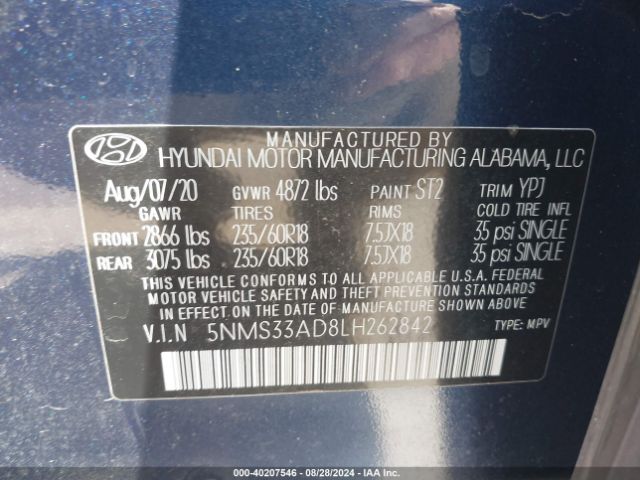 MANUFACTURED BY
HYUNDAI MOTOR MANUFACTURING ALABAMA, LLC
Aug/07/20 GVWR 4872 lbs PAINT ST2 TRIM YPJ
GAWR TIRES RIMS COLD TIRE INFL
FRONT 2866 lbs 235/60R18 7.5JX18 35 psi SINGLE
REAR 3075 lbs 235/60R18 7.5JX18 35 psi SINGLE
THIS VEHICLE CONFORMS TO ALL APPLICABLE U.S.A. FEDERAL
MOTOR VEHICLE SAFETY AND THEFT PREVENTION STANDARDS
IN EFFECT ON THE DATE OF MANUFACTURE SHOWN ABOVE.
V.I.N 5NMS33AD8LH262842 TYPE: MPV
000-40207546 - 08/28/2024 - IAA Inc.